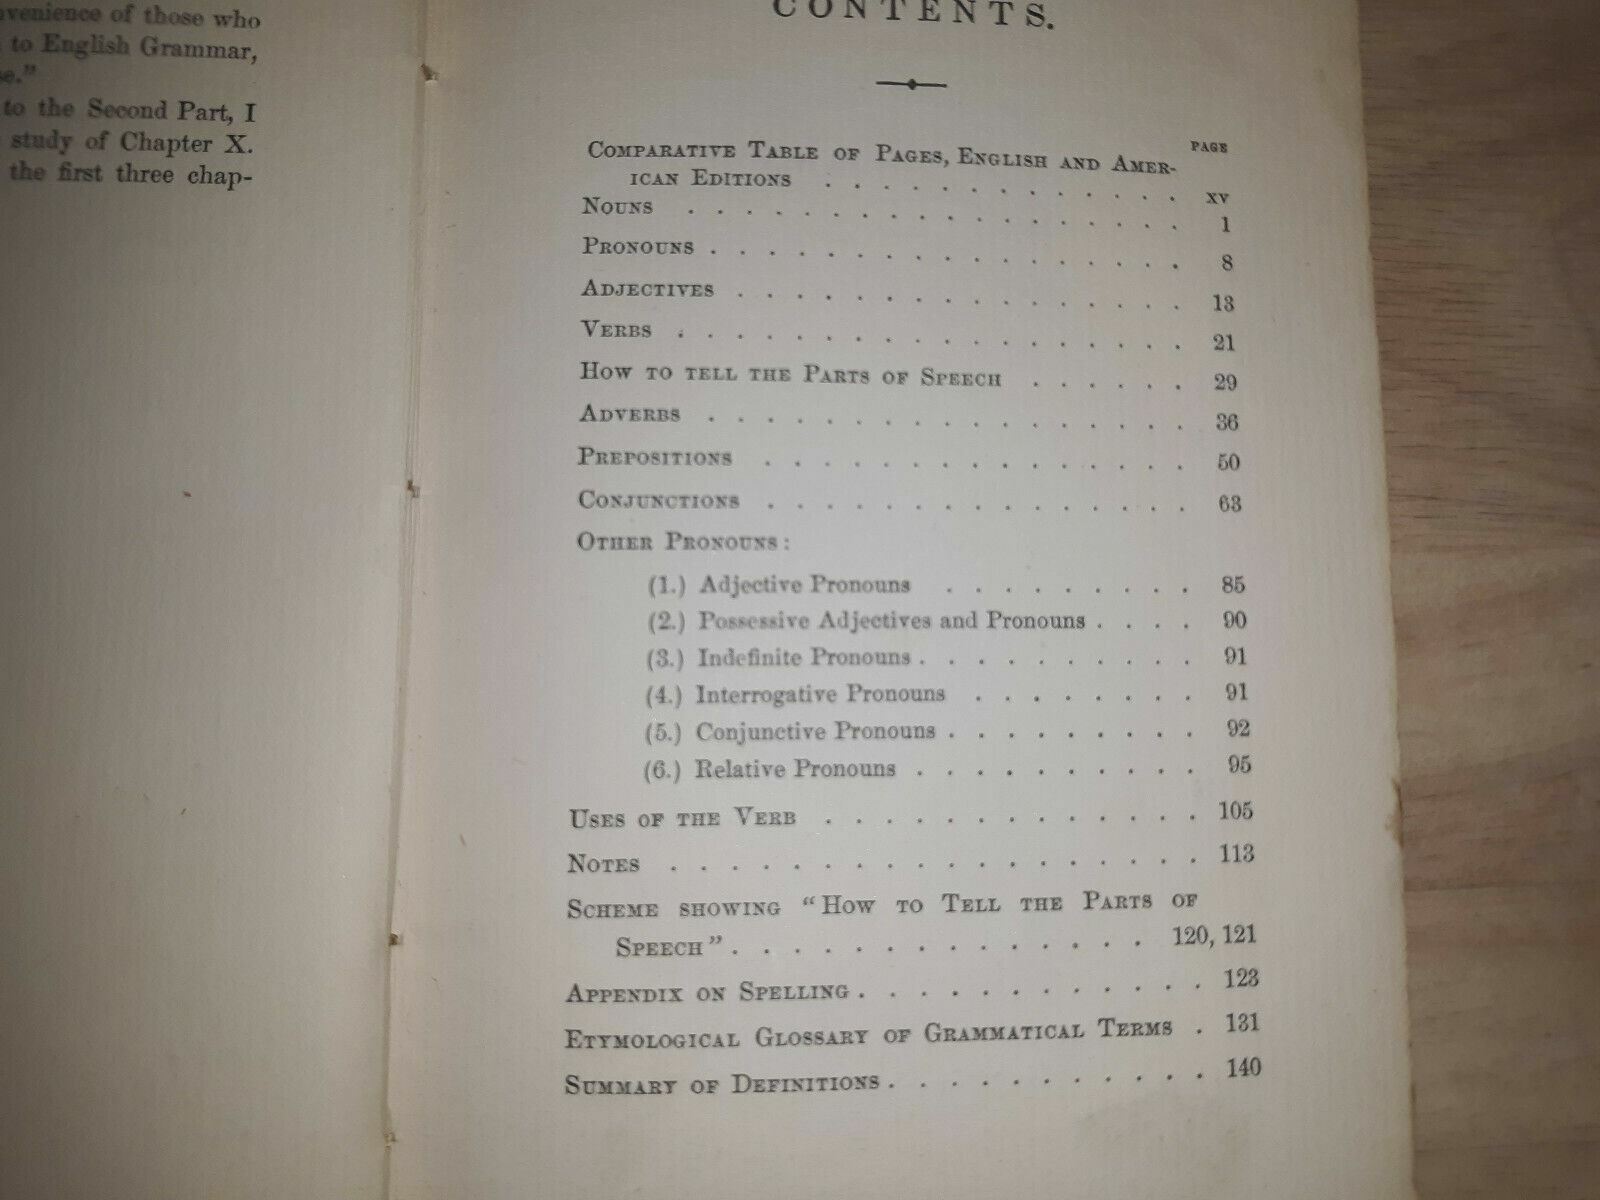 of those who
to English Grammar,
to the Second Part, I
study of Chapter X.
the first three chap-
CONTENTS.
PAGE
COMPARATIVE TABLE OF PAGES, ENGLISH AND AMER-
ICAN EDITIONS . . . . . . . . . . . . XV
NOUNS . . . . . . . . . . . . . . . . . 1
PRONOUNS . . . . . . . . . . . . . . . . 8
ADJECTIVES . . . . . . . . . . . . . . . 13
VERBS . . . . . . . . . . . . . . . . . 21
HOW TO TELL THE PARTS OF SPEECH . . . . . . 29
ADVERBS . . . . . . . . . . . . . . . . 36
PREPOSITIONS . . . . . . . . . . . . . . 50
CONJUNCTIONS . . . . . . . . . . . . . . 63
OTHER PRONOUNS:
(1.) Adjective Pronouns . . . . . . . . . 85
(2.) Possessive Adjectives and Pronouns . . . . 90
(3.) Indefinite Pronouns . . . . . . . . . . 91
(4.) Interrogative Pronouns . . . . . . . . 91
(5.) Conjunctive Pronouns . . . . . . . . . 92
(6.) Relative Pronouns . . . . . . . . . . 95
USES OF THE VERB . . . . . . . . . . . . . 105
NOTES . . . . . . . . . . . . . . . . . . 113
SCHEME SHOWING "HOW TO TELL THE PARTS OF
SPEECH" . . . . . . . . . . . . . . 120, 121
APPENDIX ON SPELLING . . . . . . . . . . . . 123
ETYMOLOGICAL GLOSSARY OF GRAMMATICAL TERMS . 131
SUMMARY OF DEFINITIONS . . . . . . . . . . . 140